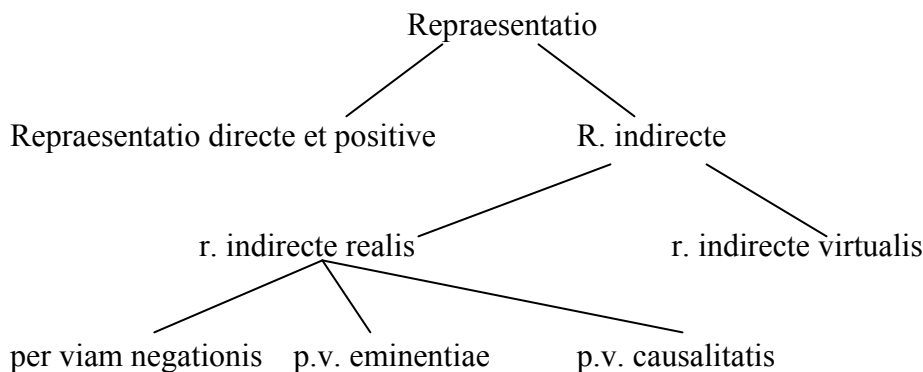 Repraesentatio
Repraesentatio directe et positive R. indirecte
r. indirecte realis r. indirecte virtualis
per viam negationis p.v. eminentiae p.v. causalitatis